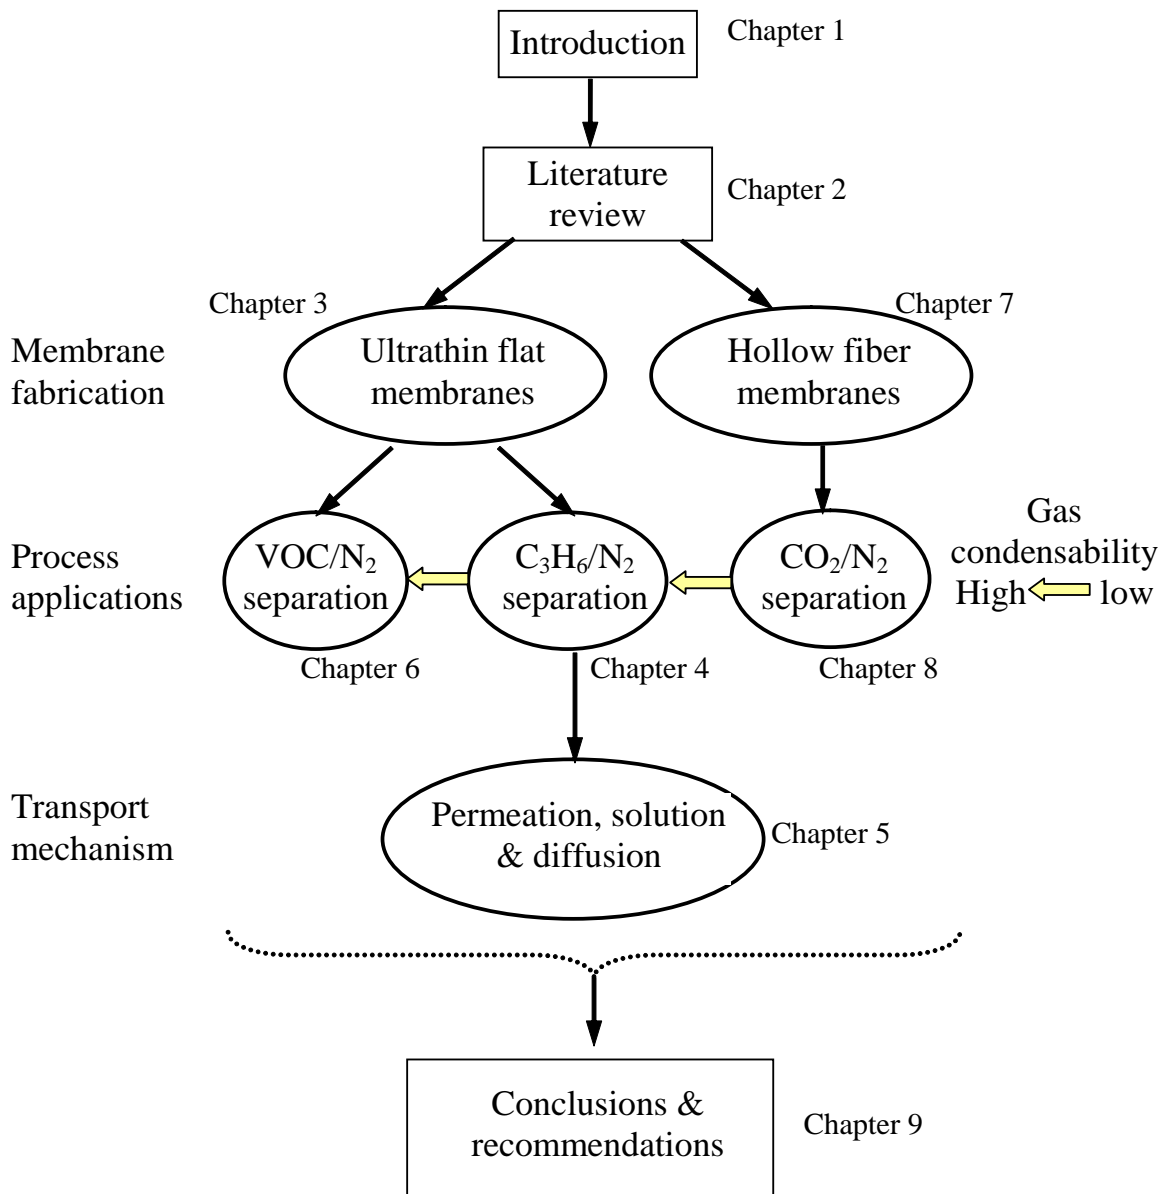 Introduction
Chapter 1
Literature
review
Chapter 2
Chapter 3
Chapter 7
Membrane
fabrication
Ultrathin flat
membranes
Hollow fiber
membranes
Process
applications
VOC/N₂
separation
C₃H₆/N₂
separation
CO₂/N₂
separation
Gas
condensability
High low
Chapter 6
Chapter 4
Chapter 8
Transport
mechanism
Permeation, solution
& diffusion
Chapter 5
Conclusions &
recommendations
Chapter 9